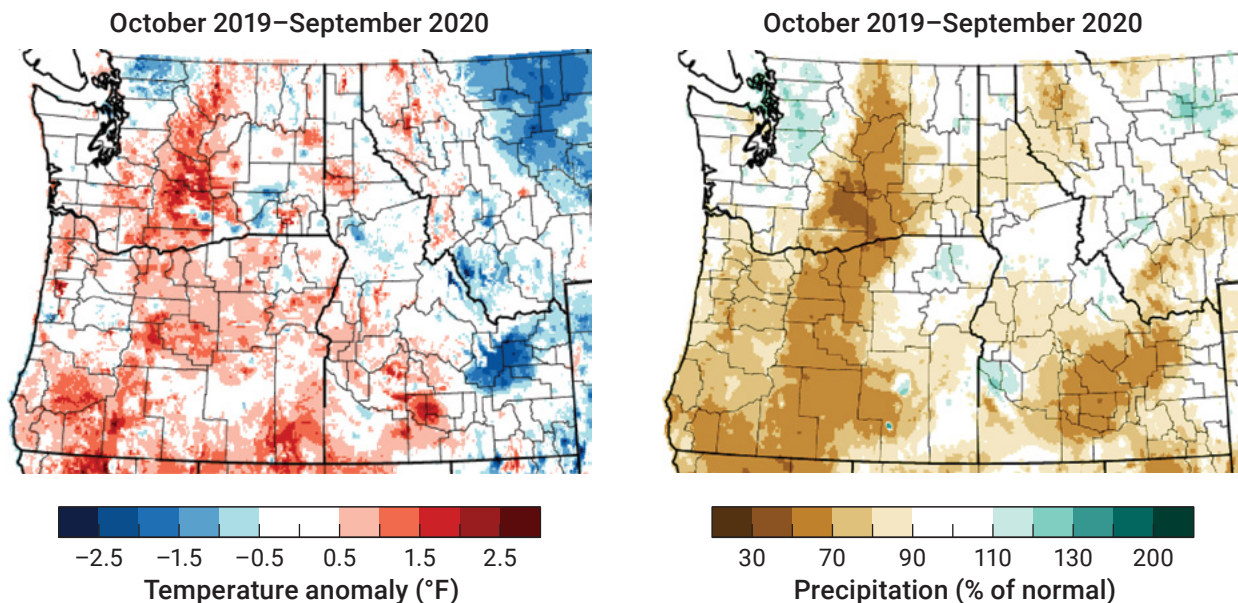 October 2019–September 2020
October 2019–September 2020
−2.5 −1.5 −0.5 0.5 1.5 2.5
Temperature anomaly (°F)
30 70 90 110 130 200
Precipitation (% of normal)